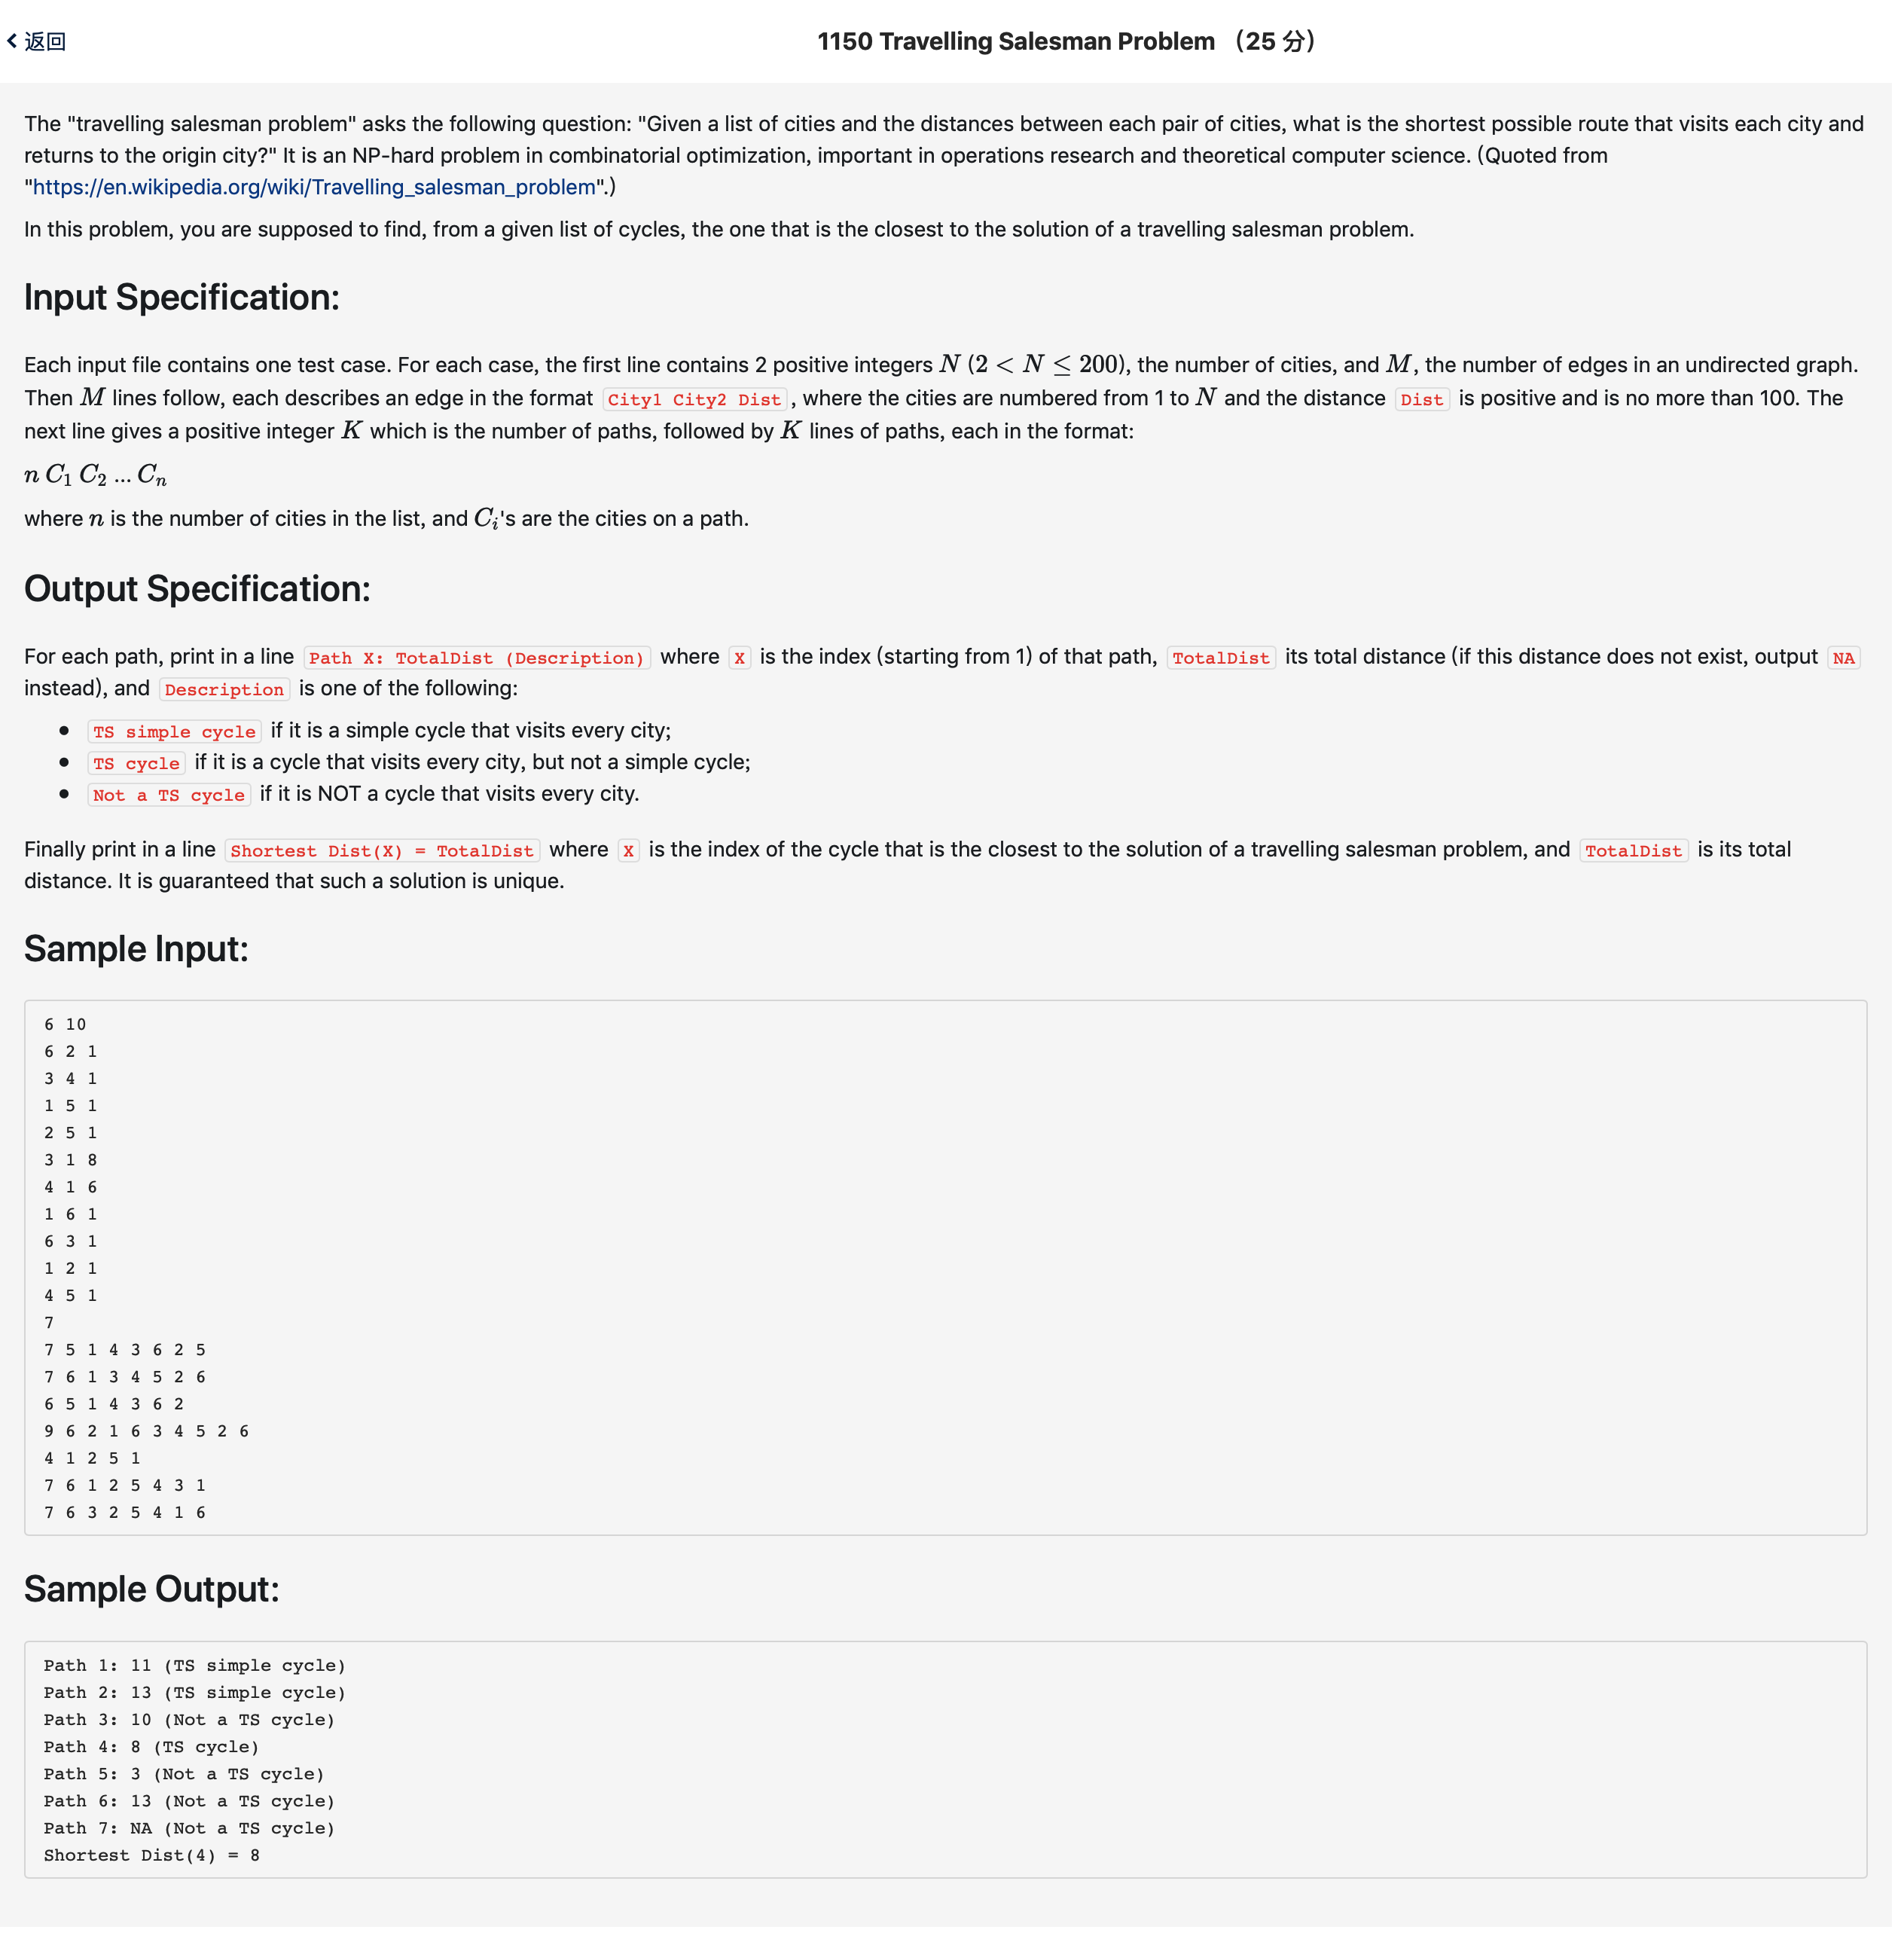 返回
1150 Travelling Salesman Problem （25 分）
The "travelling salesman problem" asks the following question: "Given a list of cities and the distances between each pair of cities, what is the shortest possible route that visits each city and
returns to the origin city?" It is an NP-hard problem in combinatorial optimization, important in operations research and theoretical computer science. (Quoted from
"https://en.wikipedia.org/wiki/Travelling_salesman_problem".)
In this problem, you are supposed to find, from a given list of cycles, the one that is the closest to the solution of a travelling salesman problem.
Input Specification:
Each input file contains one test case. For each case, the first line contains 2 positive integers N (2 < N ≤ 200), the number of cities, and M, the number of edges in an undirected graph.
Then M lines follow, each describes an edge in the format City1 City2 Dist, where the cities are numbered from 1 to N and the distance Dist is positive and is no more than 100. The
next line gives a positive integer K which is the number of paths, followed by K lines of paths, each in the format:
n C₁ C₂ ... Cₙ
where n is the number of cities in the list, and Cᵢ's are the cities on a path.
Output Specification:
For each path, print in a line Path X: TotalDist (Description) where X is the index (starting from 1) of that path, TotalDist its total distance (if this distance does not exist, output NA
instead), and Description is one of the following:
• TS simple cycle if it is a simple cycle that visits every city;
• TS cycle if it is a cycle that visits every city, but not a simple cycle;
• Not a TS cycle if it is NOT a cycle that visits every city.
Finally print in a line Shortest Dist(X) = TotalDist where X is the index of the cycle that is the closest to the solution of a travelling salesman problem, and TotalDist is its total
distance. It is guaranteed that such a solution is unique.
Sample Input:
6 10
6 2 1
3 4 1
1 5 1
2 5 1
3 1 8
4 1 6
1 6 1
6 3 1
1 2 1
4 5 1
7
7 5 1 4 3 6 2 5
7 6 1 3 4 5 2 6
6 5 1 4 3 6 2
9 6 2 1 6 3 4 5 2 6
4 1 2 5 1
7 6 1 2 5 4 3 1
7 6 3 2 5 4 1 6
Sample Output:
Path 1: 11 (TS simple cycle)
Path 2: 13 (TS simple cycle)
Path 3: 10 (Not a TS cycle)
Path 4: 8 (TS cycle)
Path 5: 3 (Not a TS cycle)
Path 6: 13 (Not a TS cycle)
Path 7: NA (Not a TS cycle)
Shortest Dist(4) = 8